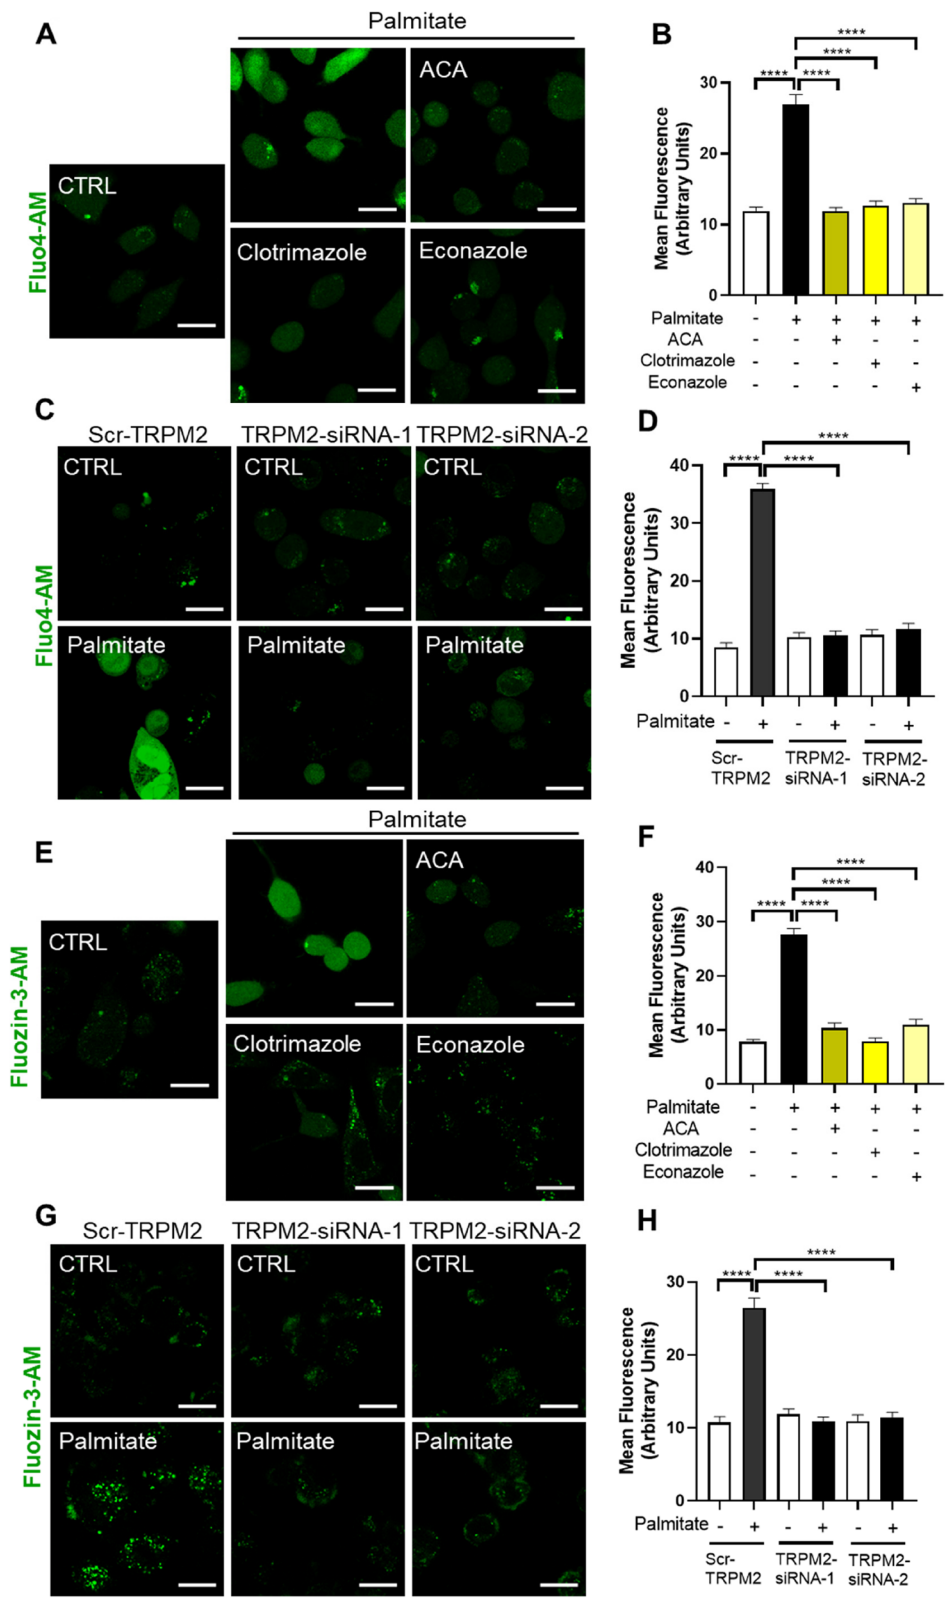 A
Palmitate
Fluo4-AM
CTRL
ACA
Clotrimazole
Econazole
B
**** **** **** ****
Mean Fluorescence
(Arbitrary Units)
30
20
10
0
Palmitate - + + + +
ACA - - + - -
Clotrimazole - - - + -
Econazole - - - - +
C
Scr-TRPM2 TRPM2-siRNA-1 TRPM2-siRNA-2
Fluo4-AM
CTRL CTRL CTRL
Palmitate Palmitate Palmitate
D
**** **** ****
Mean Fluorescence
(Arbitrary Units)
40
30
20
10
0
Palmitate - + - + - +
Scr- TRPM2- TRPM2-
TRPM2 siRNA-1 siRNA-2
E
Palmitate
Fluozin-3-AM
CTRL
ACA
Clotrimazole
Econazole
F
**** **** **** ****
Mean Fluorescence
(Arbitrary Units)
40
30
20
10
0
Palmitate - + + + +
ACA - - + - -
Clotrimazole - - - + -
Econazole - - - - +
G
Scr-TRPM2 TRPM2-siRNA-1 TRPM2-siRNA-2
Fluozin-3-AM
CTRL CTRL CTRL
Palmitate Palmitate Palmitate
H
**** **** ****
Mean Fluorescence
(Arbitrary Units)
30
20
10
0
Palmitate - + - + - +
Scr- TRPM2- TRPM2-
TRPM2 siRNA-1 siRNA-2